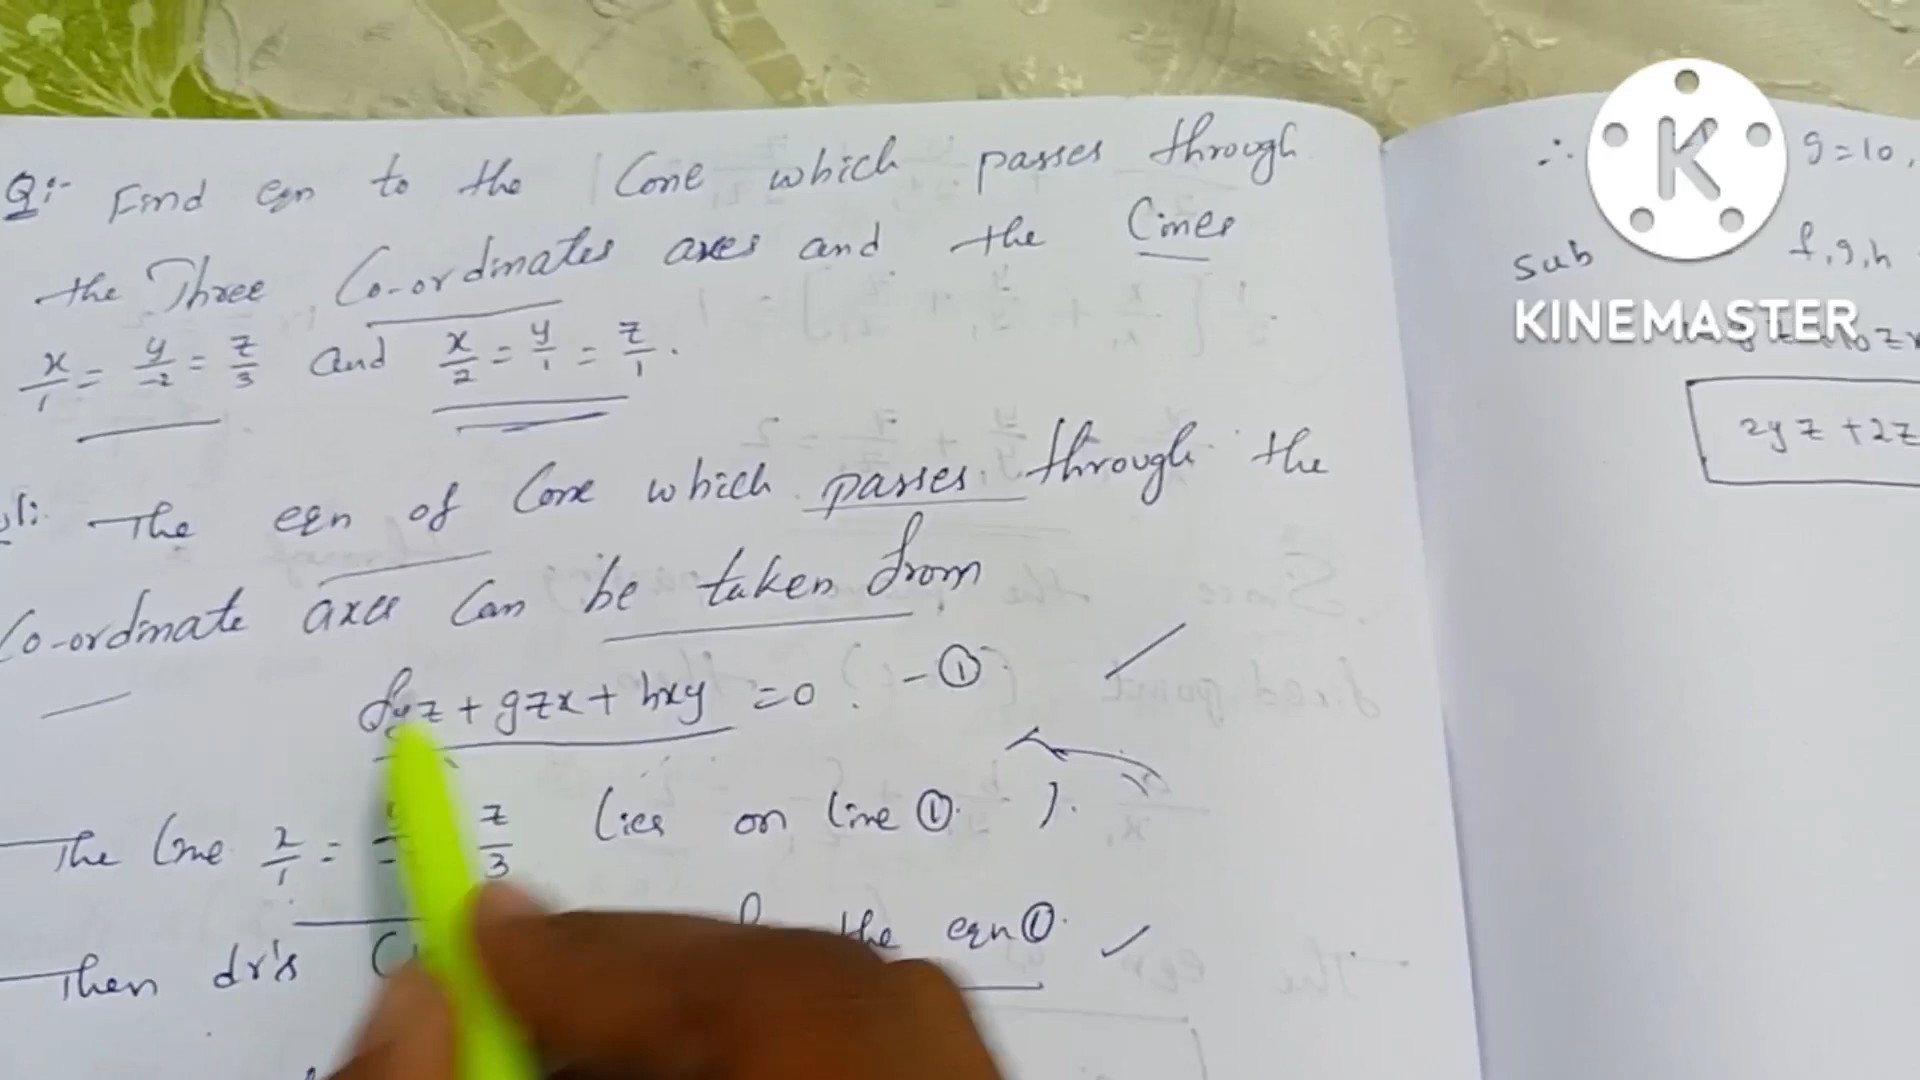 Q:- Find eqn to the Cone which passes through
the Three Co-ordinates axes and the Lines
x/1 = y/-2 = z/3 and x/2 = y/1 = z/1.
The eqn of Cone which passes through the
Co-ordinate axes Can be taken from
fyz + gzx + hxy = 0. - ①
The Line x/1 = z/3 lies on line ①. ).
Then dr's the eqn ①.
∴ g = 10,
Sub f, g, h
KINEMASTER
2yz + 2z